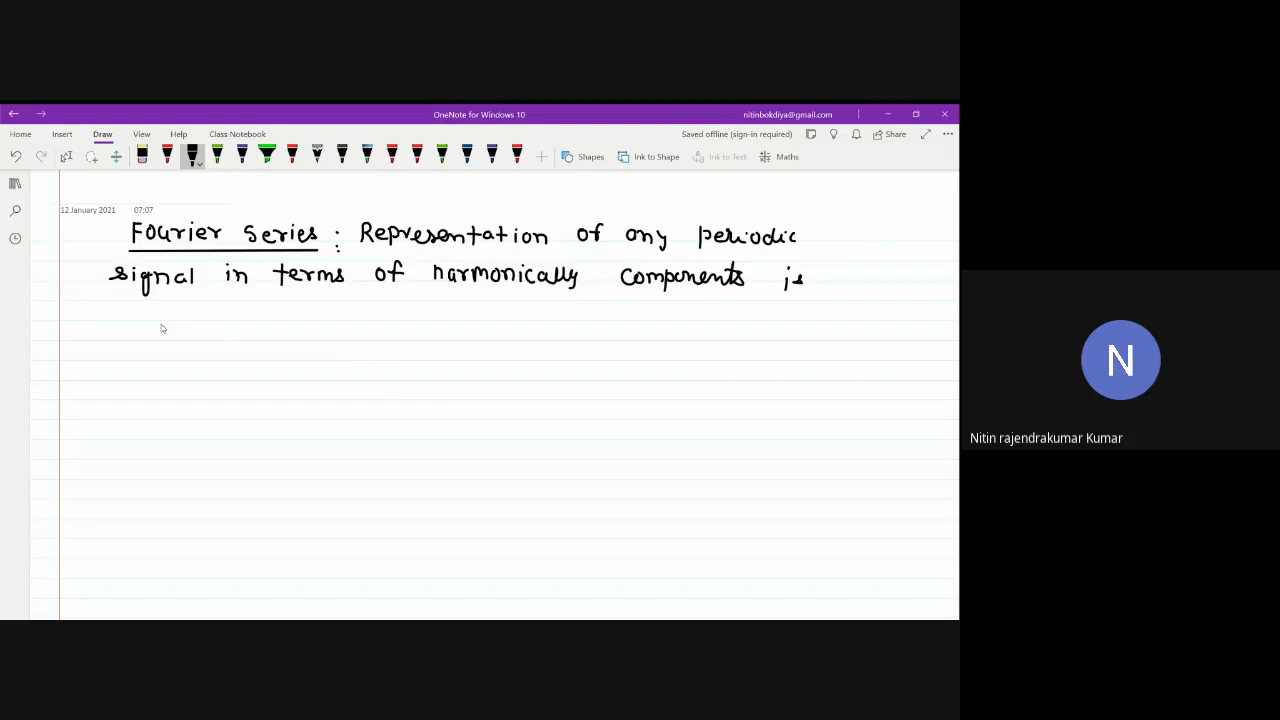 OneNote for Windows 10
nitinbokdiya@gmail.com
Home Insert Draw View Help Class Notebook
Saved offline (sign-in required) Share
Shapes Ink to Shape Ink to Text Maths
12 January 2021 07:07
Fourier Series : Representation of any periodic
signal in terms of harmonically components is
N
Nitin rajendrakumar Kumar